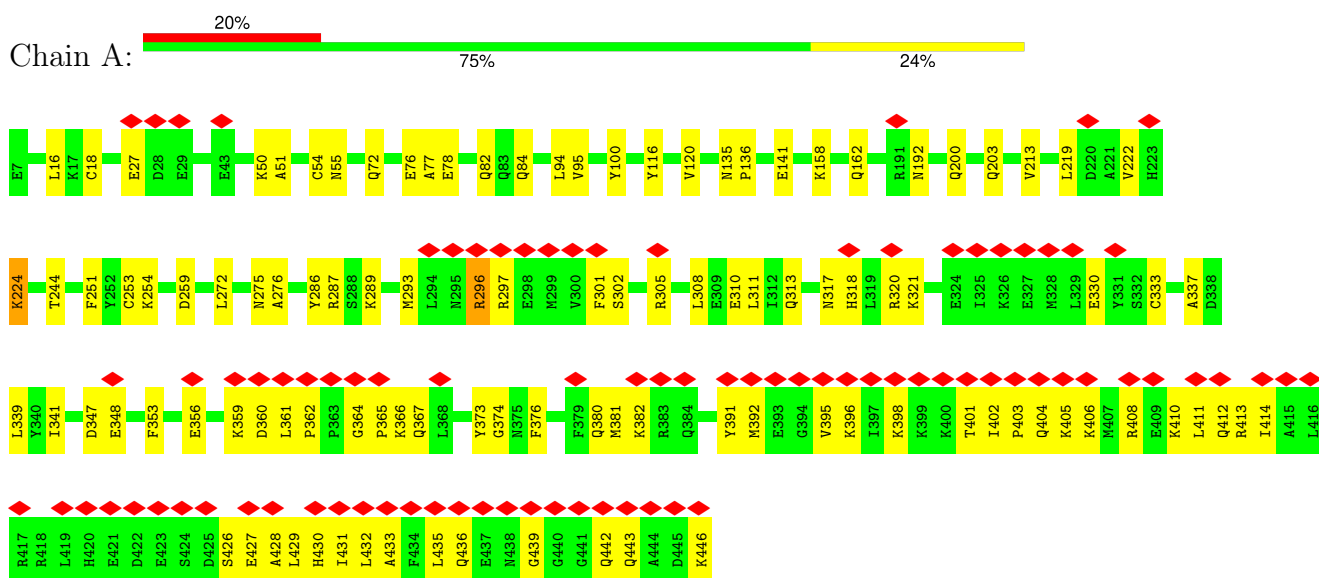 20%
Chain A:
75% 24%
E7 L16 K17 C18 E27 D28 E29 E43 K50 A51 C54 N55 Q72 E76 A77 E78 Q82 Q83 Q84 L94 V95 Y100 Y116 V120 N135 P136 E141 K158 Q162 R191 N192 Q200 Q203 V213 L219 D220 A221 V222 H223
K224 T244 F251 Y252 C253 K254 D259 L272 N275 A276 Y286 R287 S288 K289 M293 L294 N295 R296 R297 E298 M299 V300 F301 S302 R305 L308 E309 E310 L311 I312 Q313 N317 H318 L319 R320 K321 E324 I325 K326 E327 M328 L329 E330 Y331 S332 C333 A337 D338
L339 Y340 I341 D347 E348 F353 E356 K359 D360 L361 P362 P363 G364 P365 K366 Q367 L368 Y373 G374 N375 F376 F379 Q380 M381 K382 R383 Q384 Y391 M392 E393 G394 V395 K396 I397 K398 K399 K400 T401 I402 P403 Q404 K405 K406 M407 R408 E409 K410 L411 Q412 R413 I414 A415 L416
R417 R418 L419 H420 E421 D422 E423 S424 D425 S426 E427 A428 L429 H430 I431 L432 A433 F434 L435 Q436 E437 N438 G439 G440 G441 Q442 Q443 A444 D445 K446